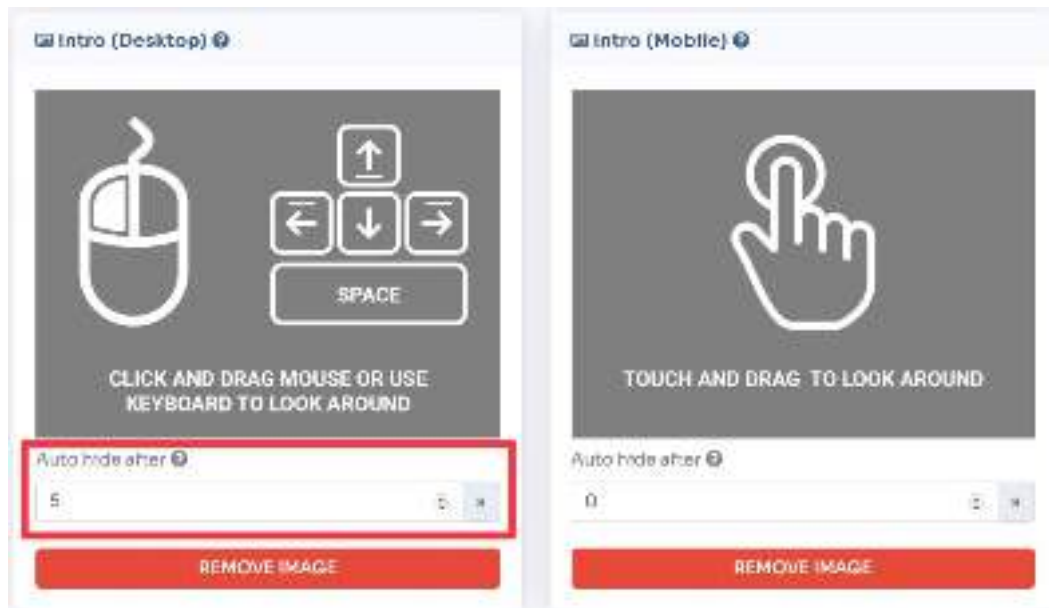 Intro (Desktop)
SPACE
CLICK AND DRAG MOUSE OR USE
KEYBOARD TO LOOK AROUND
Auto hide after
5
s
REMOVE IMAGE
Intro (Mobile)
TOUCH AND DRAG TO LOOK AROUND
Auto hide after
0
s
REMOVE IMAGE